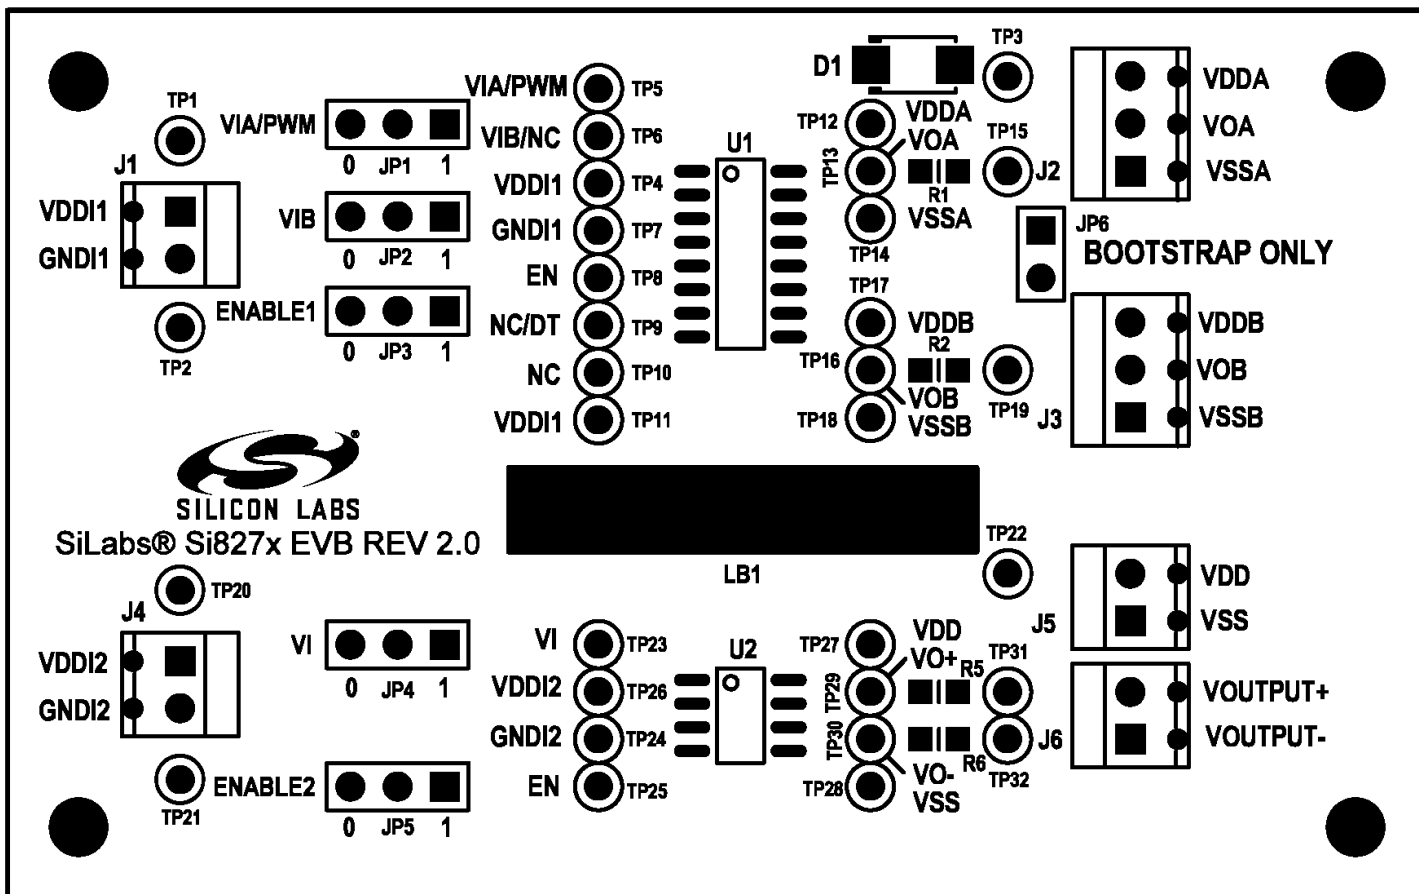 TP1
J1
VDDI1
GNDI1
TP2
VIA/PWM
0 JP1 1
VIB
0 JP2 1
ENABLE1
0 JP3 1
VIA/PWM TP5
VIB/NC TP6
VDDI1 TP4
GNDI1 TP7
EN TP8
NC/DT TP9
NC TP10
VDDI1 TP11
U1
D1
TP3
TP12 VDDA
VOA
TP13
R1
TP15
VSSA
TP14
J2
VDDA
VOA
VSSA
JP6
BOOTSTRAP ONLY
TP17
VDDB
R2
TP16
VOB
TP18 VSSB
TP19
J3
VDDB
VOB
VSSB
®
SILICON LABS
SiLabs® Si827x EVB REV 2.0
LB1
TP20
J4
VDDI2
GNDI2
TP21
VI
0 JP4 1
ENABLE2
0 JP5 1
VI TP23
VDDI2 TP26
GNDI2 TP24
EN TP25
U2
TP22
TP27 VDD
VO+
TP29
R5
TP31
TP30
R6
TP32
VO-
TP28 VSS
J5
VDD
VSS
J6
VOUTPUT+
VOUTPUT-